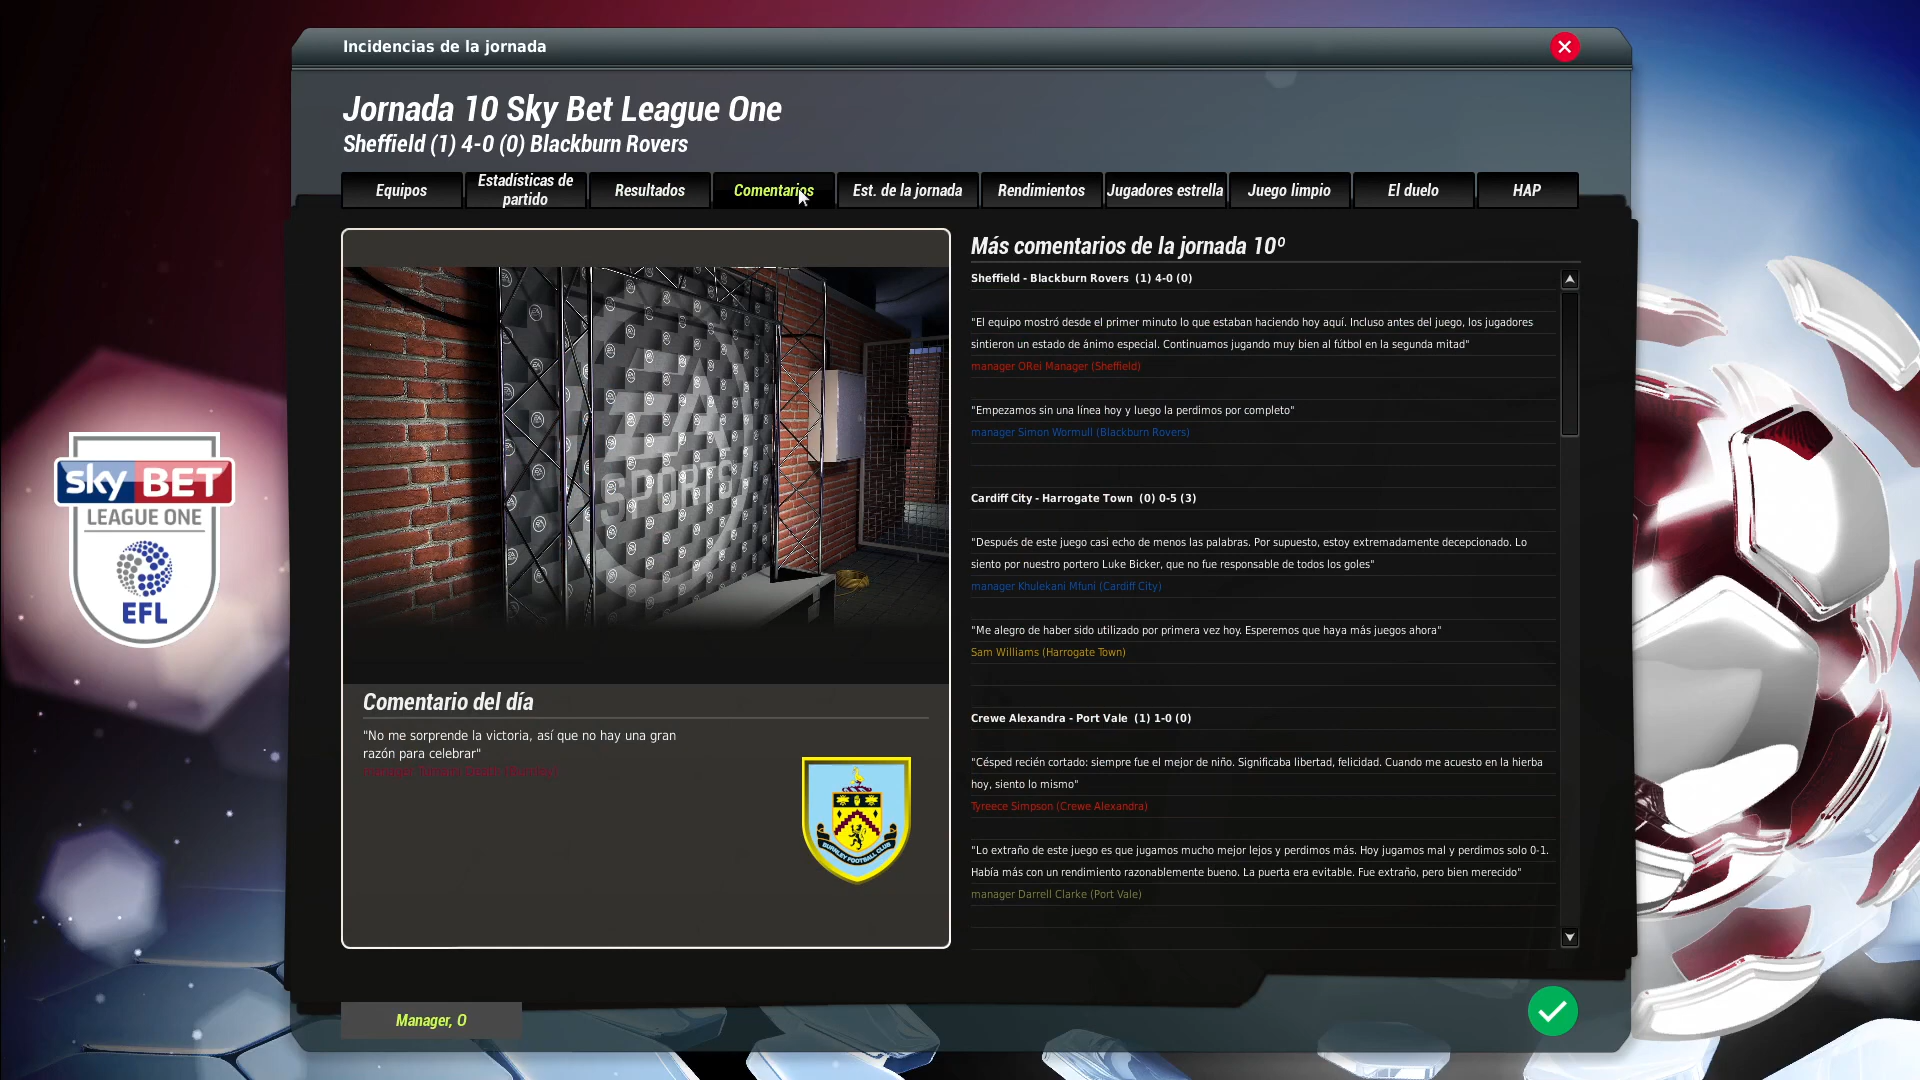 Incidencias de la jornada
Jornada 10 Sky Bet League One
Sheffield (1) 4-0 (0) Blackburn Rovers
Equipos
Estadísticas de
partido
Resultados
Comentarios
Est. de la jornada
Rendimientos
Jugadores estrella
Juego limpio
El duelo
HAP
sky BET
LEAGUE ONE
EFL
EA
SPORTS
Comentario del día
"No me sorprende la victoria, así que no hay una gran
razón para celebrar"
manager
BURNLEY FOOTBALL CLUB
Más comentarios de la jornada 10º
Sheffield - Blackburn Rovers (1) 4-0 (0)
"El equipo mostró desde el primer minuto lo que estaban haciendo hoy aquí. Incluso antes del juego, los jugadores
sintieron un estado de ánimo especial. Continuamos jugando muy bien al fútbol en la segunda mitad"
manager ORei Manager (Sheffield)
"Empezamos sin una línea hoy y luego la perdimos por completo"
manager Simon Wormull (Blackburn Rovers)
Cardiff City - Harrogate Town (0) 0-5 (3)
"Después de este juego casi echo de menos las palabras. Por supuesto, estoy extremadamente decepcionado. Lo
siento por nuestro portero Luke Bicker, que no fue responsable de todos los goles"
manager Khulekani Mfuni (Cardiff City)
"Me alegro de haber sido utilizado por primera vez hoy. Esperemos que haya más juegos ahora"
Sam Williams (Harrogate Town)
Crewe Alexandra - Port Vale (1) 1-0 (0)
"Césped recién cortado: siempre fue el mejor de niño. Significaba libertad, felicidad. Cuando me acuesto en la hierba
hoy, siento lo mismo"
Tyreece Simpson (Crewe Alexandra)
"Lo extraño de este juego es que jugamos mucho mejor lejos y perdimos más. Hoy jugamos mal y perdimos solo 0-1.
Había más con un rendimiento razonablemente bueno. La puerta era evitable. Fue extraño, pero bien merecido"
manager Darrell Clarke (Port Vale)
Manager, O